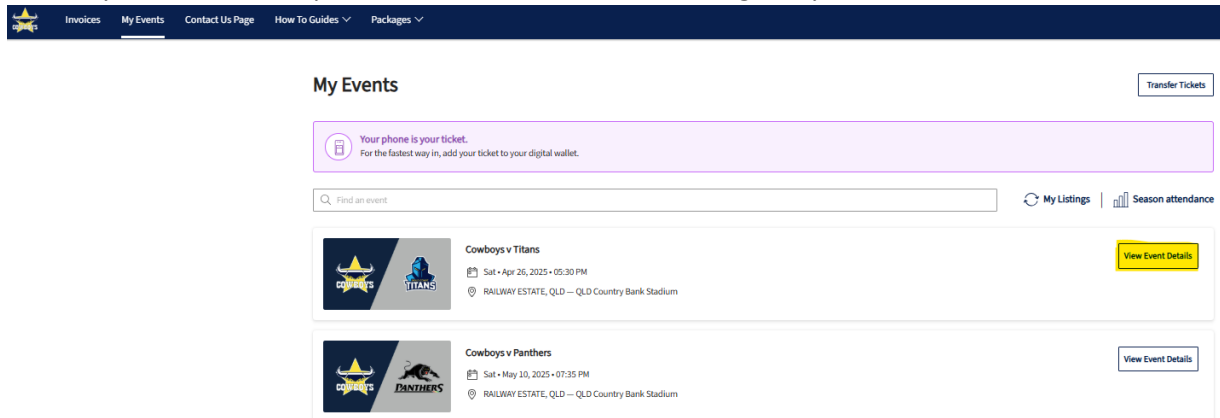 Invoices My Events Contact Us Page How To Guides Packages
My Events
Transfer Tickets
Your phone is your ticket.
For the fastest way in, add your ticket to your digital wallet.
Find an event
My Listings Season attendance
COWBOYS TITANS
Cowboys v Titans
Sat • Apr 26, 2025 • 05:30 PM
RAILWAY ESTATE, QLD — QLD Country Bank Stadium
View Event Details
COWBOYS PANTHERS
Cowboys v Panthers
Sat • May 10, 2025 • 07:35 PM
RAILWAY ESTATE, QLD — QLD Country Bank Stadium
View Event Details